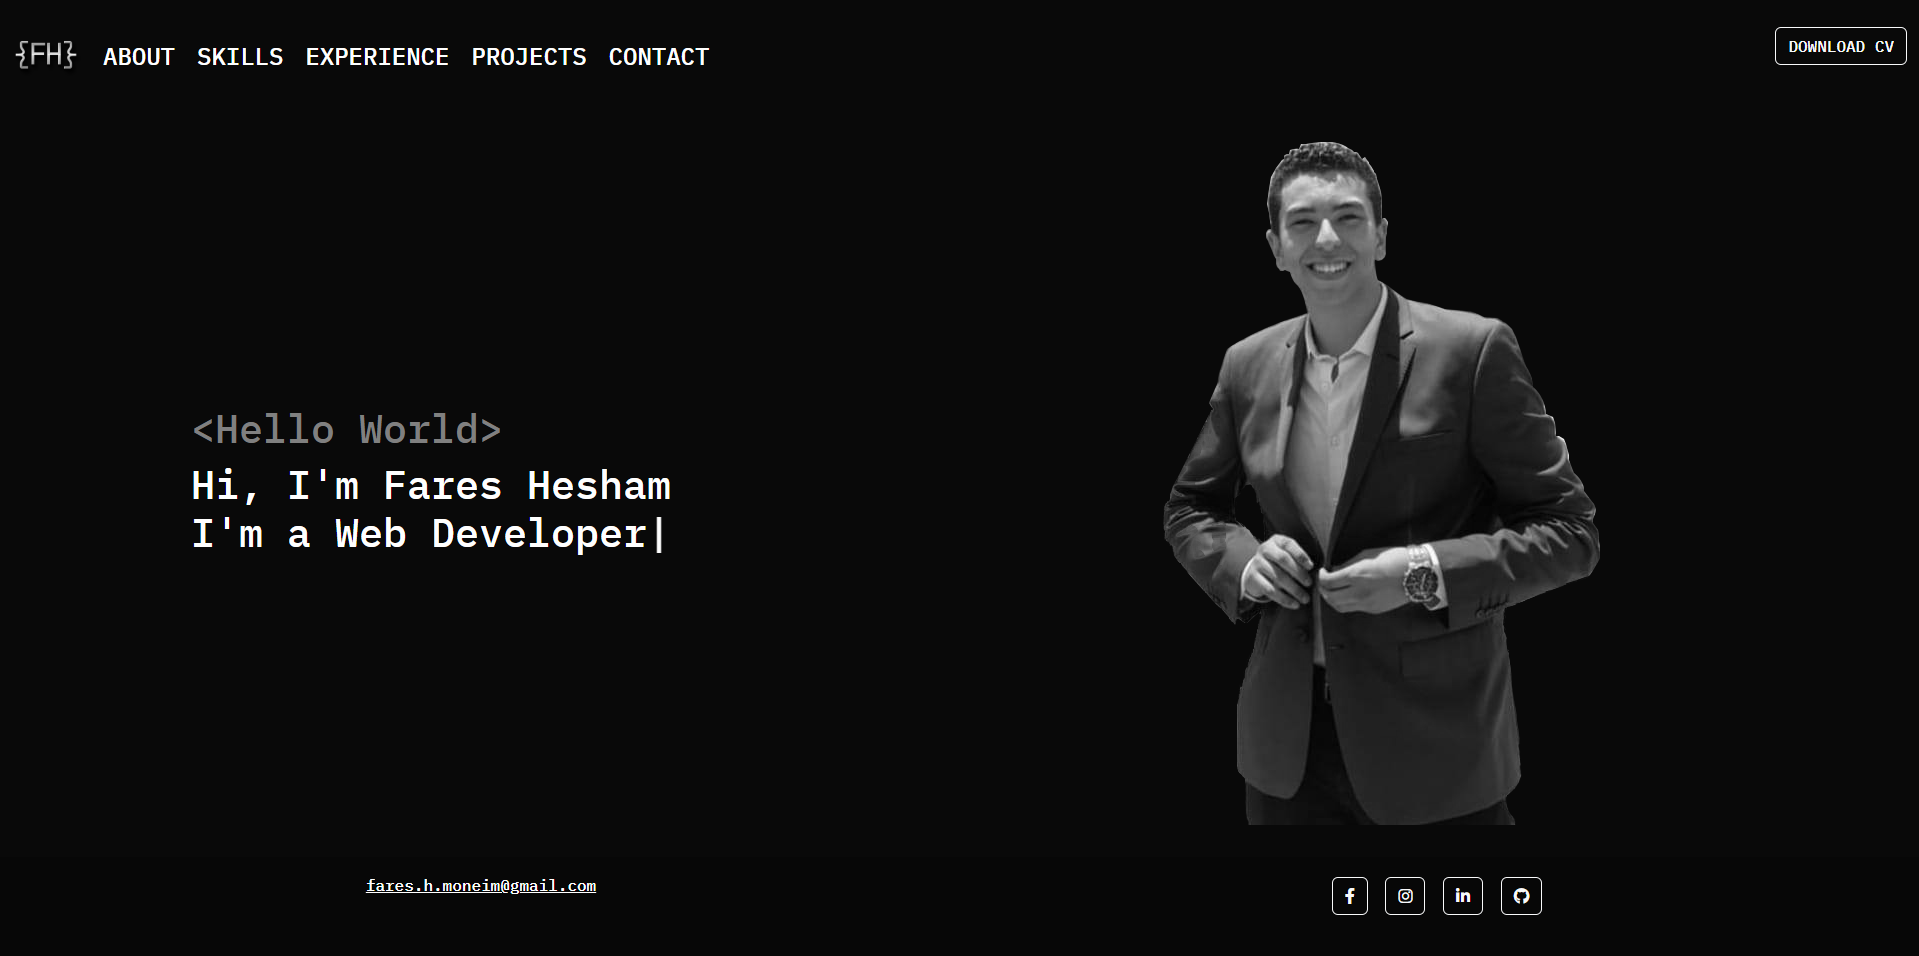 {FH} ABOUT SKILLS EXPERIENCE PROJECTS CONTACT DOWNLOAD CV
<Hello World>
Hi, I'm Fares Hesham
I'm a Web Developer|
fares.h.moneim@gmail.com